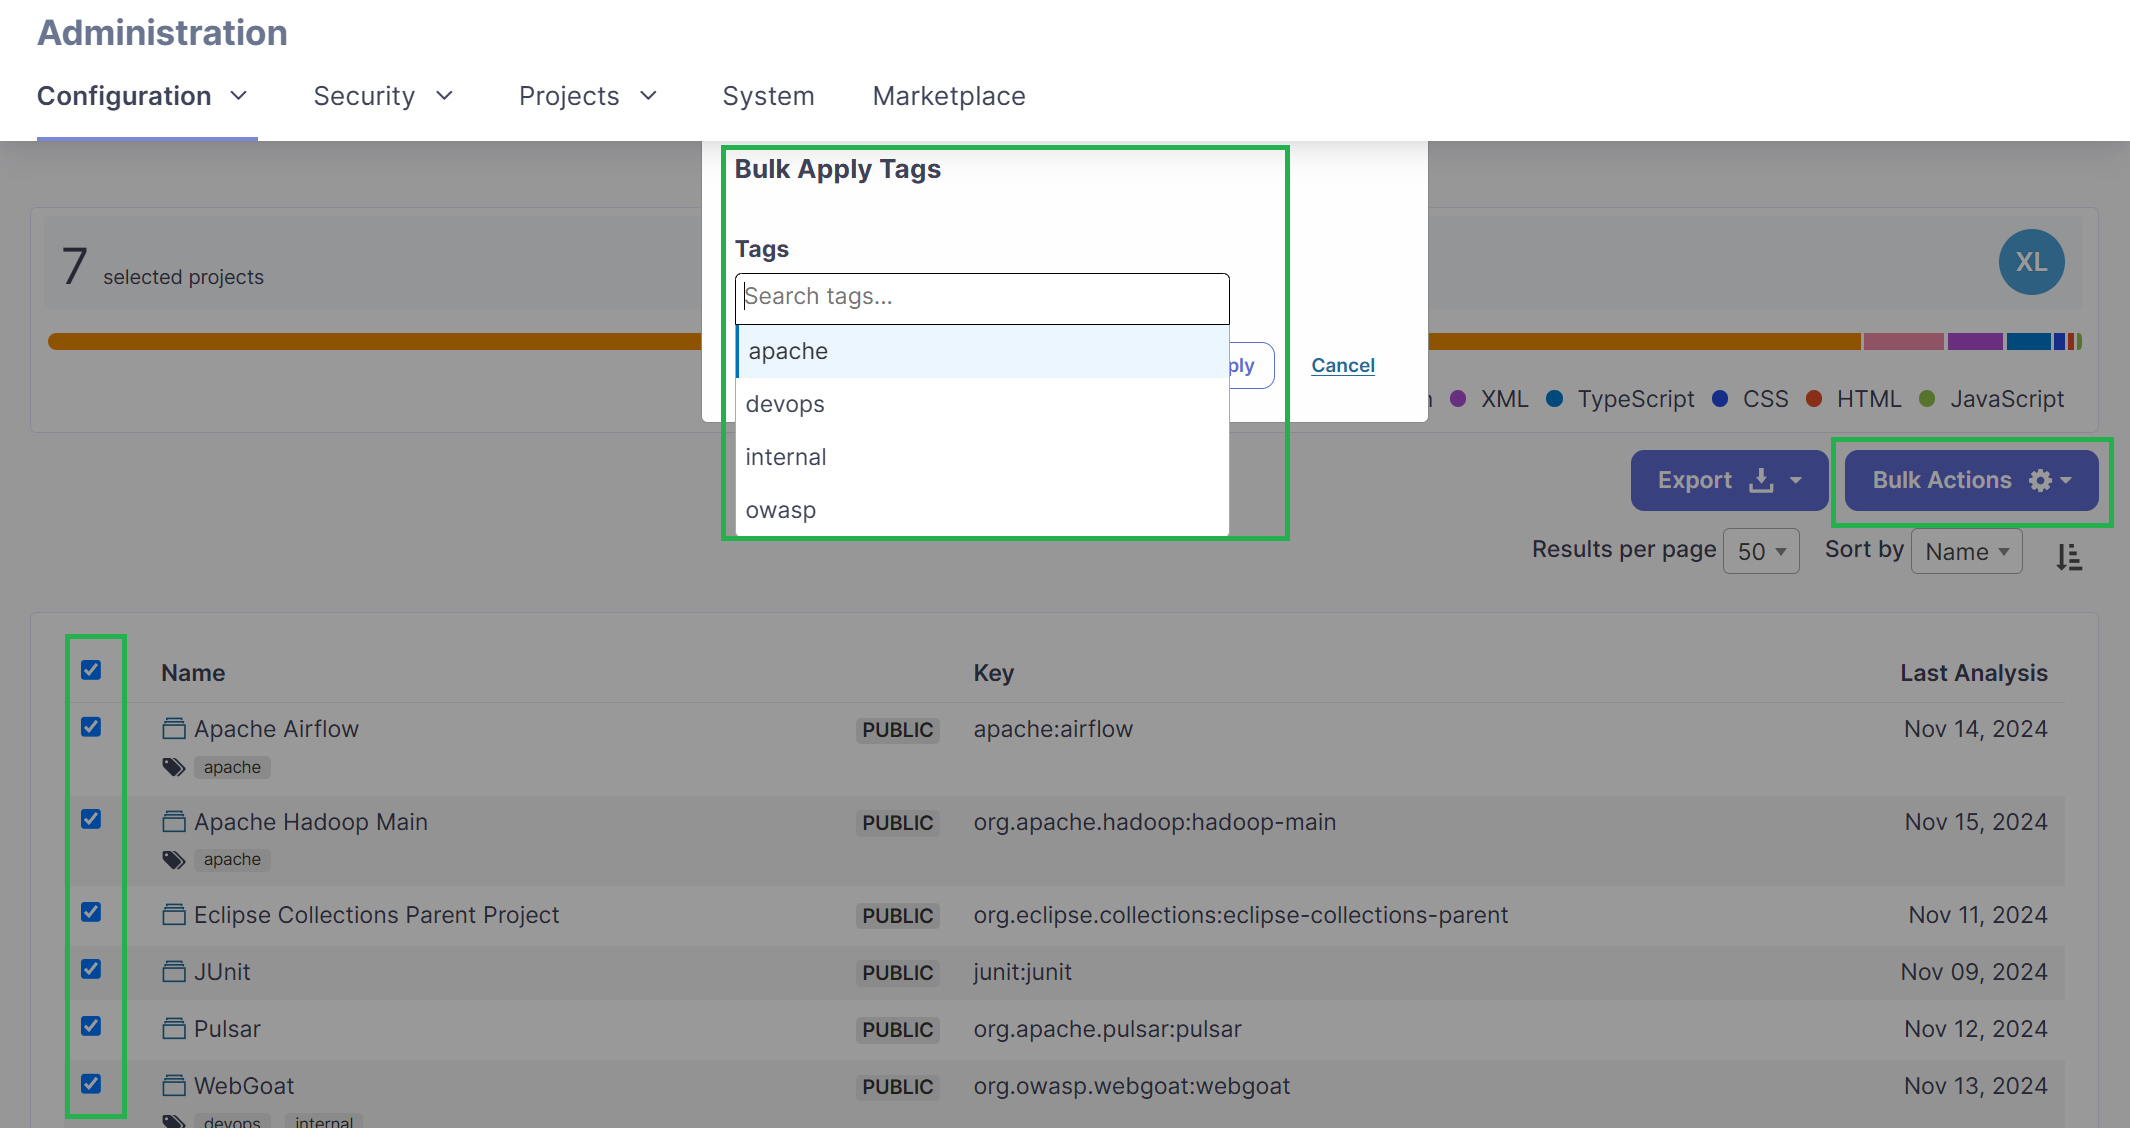 Administration
Configuration Security Projects System Marketplace
Bulk Apply Tags
7 selected projects
XL
Tags
Search tags...
apache
devops
internal
owasp
ply Cancel
XML TypeScript CSS HTML JavaScript
Export Bulk Actions
Results per page 50 Sort by Name
Name Key Last Analysis
Apache Airflow PUBLIC apache:airflow Nov 14, 2024
apache
Apache Hadoop Main PUBLIC org.apache.hadoop:hadoop-main Nov 15, 2024
apache
Eclipse Collections Parent Project PUBLIC org.eclipse.collections:eclipse-collections-parent Nov 11, 2024
JUnit PUBLIC junit:junit Nov 09, 2024
Pulsar PUBLIC org.apache.pulsar:pulsar Nov 12, 2024
WebGoat PUBLIC org.owasp.webgoat:webgoat Nov 13, 2024
devops internal